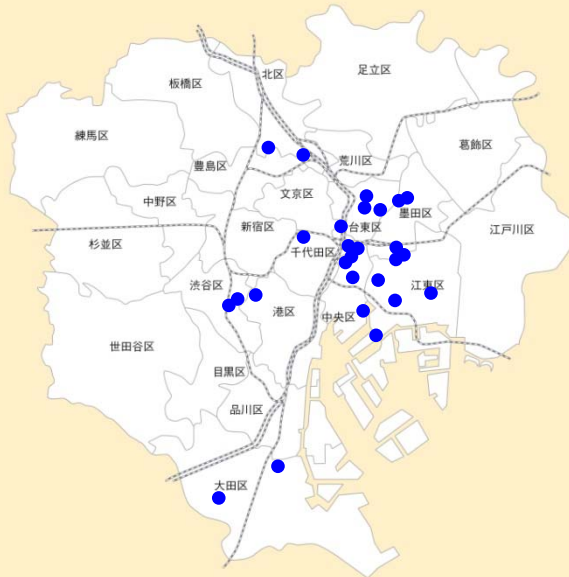 足立区
北区
板橋区
練馬区
葛飾区
荒川区
豊島区
文京区
中野区
墨田区
台東区
新宿区
江戸川区
杉並区
千代田区
渋谷区
江東区
港区
中央区
世田谷区
目黒区
品川区
大田区